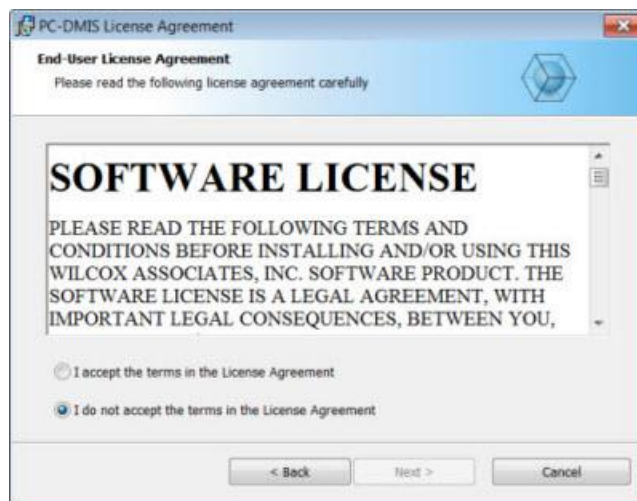 PC-DMIS License Agreement
End-User License Agreement
Please read the following license agreement carefully
SOFTWARE LICENSE
PLEASE READ THE FOLLOWING TERMS AND
CONDITIONS BEFORE INSTALLING AND/OR USING THIS
WILCOX ASSOCIATES, INC. SOFTWARE PRODUCT. THE
SOFTWARE LICENSE IS A LEGAL AGREEMENT, WITH
IMPORTANT LEGAL CONSEQUENCES, BETWEEN YOU,
I accept the terms in the License Agreement
I do not accept the terms in the License Agreement
< Back
Next >
Cancel